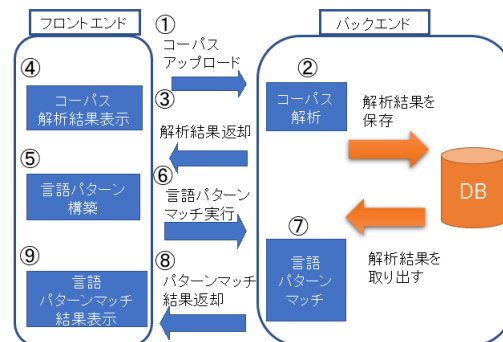 フロントエンド
バックエンド
①
コーパス
アップロード
②
コーパス
解析
解析結果を
保存
③
解析結果返却
④
コーパス
解析結果表示
⑤
言語パターン
構築
⑥
言語パターン
マッチ実行
DB
⑦
言語
パターン
マッチ
解析結果を
取り出す
⑧
パターンマッチ
結果返却
⑨
言語
パターンマッチ
結果表示